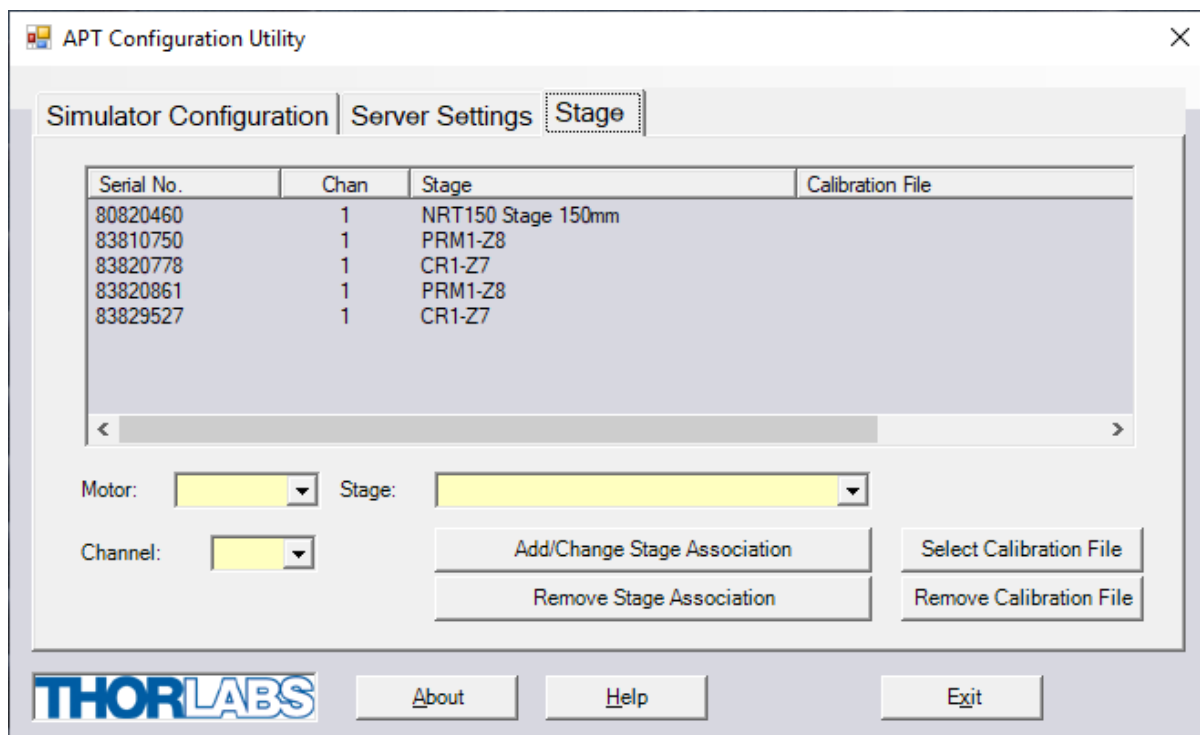 APT Configuration Utility
Simulator Configuration Server Settings Stage
Serial No. Chan Stage Calibration File
80820460 1 NRT150 Stage 150mm
83810750 1 PRM1-Z8
83820778 1 CR1-Z7
83820861 1 PRM1-Z8
83829527 1 CR1-Z7
Motor: Stage:
Channel: Add/Change Stage Association Select Calibration File
Remove Stage Association Remove Calibration File
THORLABS About Help Exit